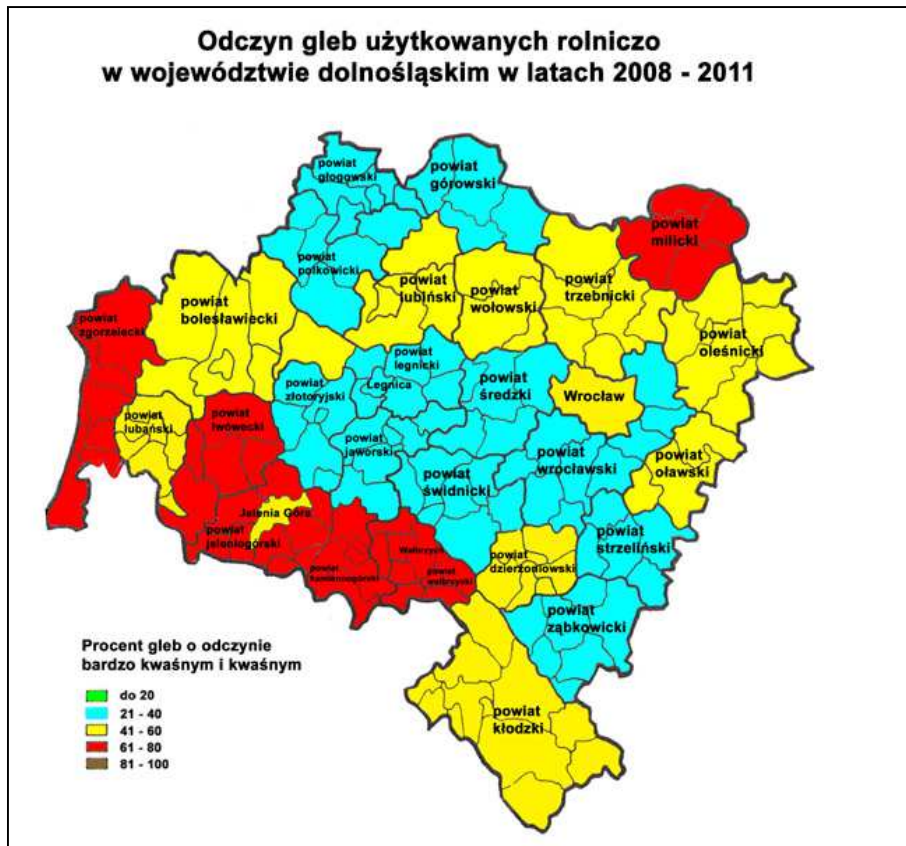 Odczyn gleb użytkowanych rolniczo
w województwie dolnośląskim w latach 2008 - 2011
powiat
głogowski
powiat
górowski
powiat
milicki
powiat
polkowicki
powiat
lubiński
powiat
wołowski
powiat
trzebnicki
powiat
bolesławiecki
powiat
zgorzelecki
powiat
oleśnicki
powiat
legnicki
powiat
złotoryjski
Legnica
powiat
średzki
Wrocław
powiat
lubański
powiat
lwówecki
powiat
jaworski
powiat
wrocławski
powiat
oławski
powiat
świdnicki
Jelenia Góra
powiat
jeleniogórski
powiat
strzeliński
Wałbrzych
powiat
wałbrzyski
powiat
kamiennogórski
powiat
dzierżoniowski
powiat
ząbkowicki
powiat
kłodzki
Procent gleb o odczynie
bardzo kwaśnym i kwaśnym
do 20
21 - 40
41 - 60
61 - 80
81 - 100